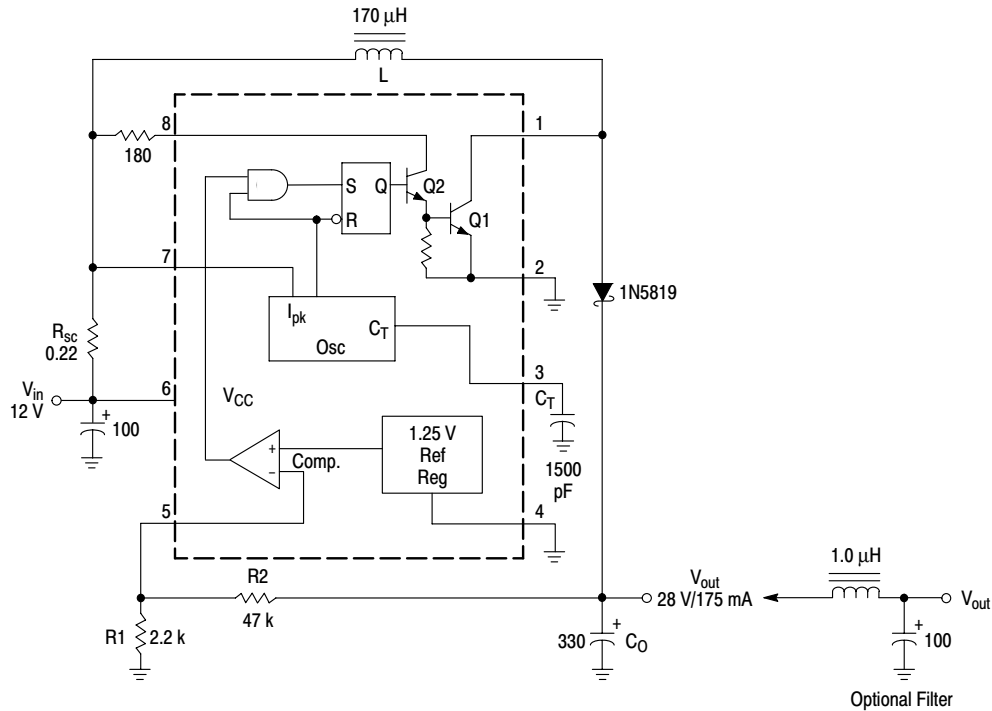 170 μH
L
8
180
1
S Q
R
Q2
Q1
7
2
1N5819
Ipk
CT
Osc
Rsc
0.22
3
CT
Vin
12 V
6
VCC
100
+
1500
pF
+
−
Comp.
1.25 V
Ref
Reg
5
4
R2
47 k
R1
2.2 k
Vout
28 V/175 mA
330
+
CO
1.0 μH
Vout
+
100
Optional Filter